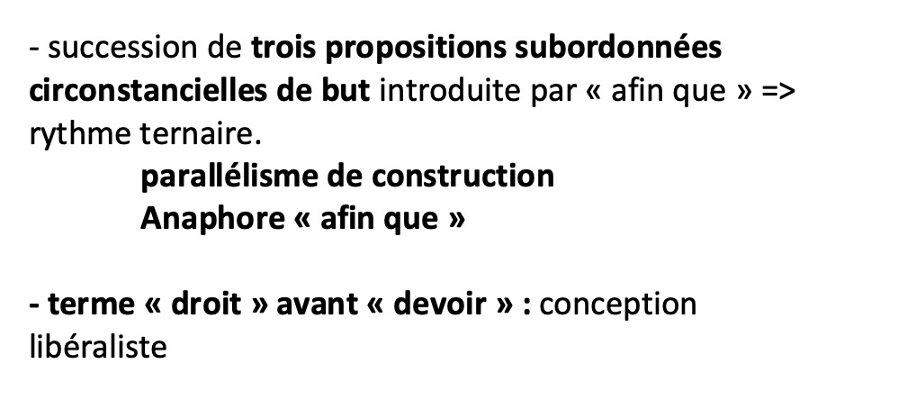 - succession de trois propositions subordonnées
circonstancielles de but introduite par « afin que » =>
rythme ternaire.
parallélisme de construction
Anaphore « afin que »
- terme « droit » avant « devoir » : conception
libéraliste